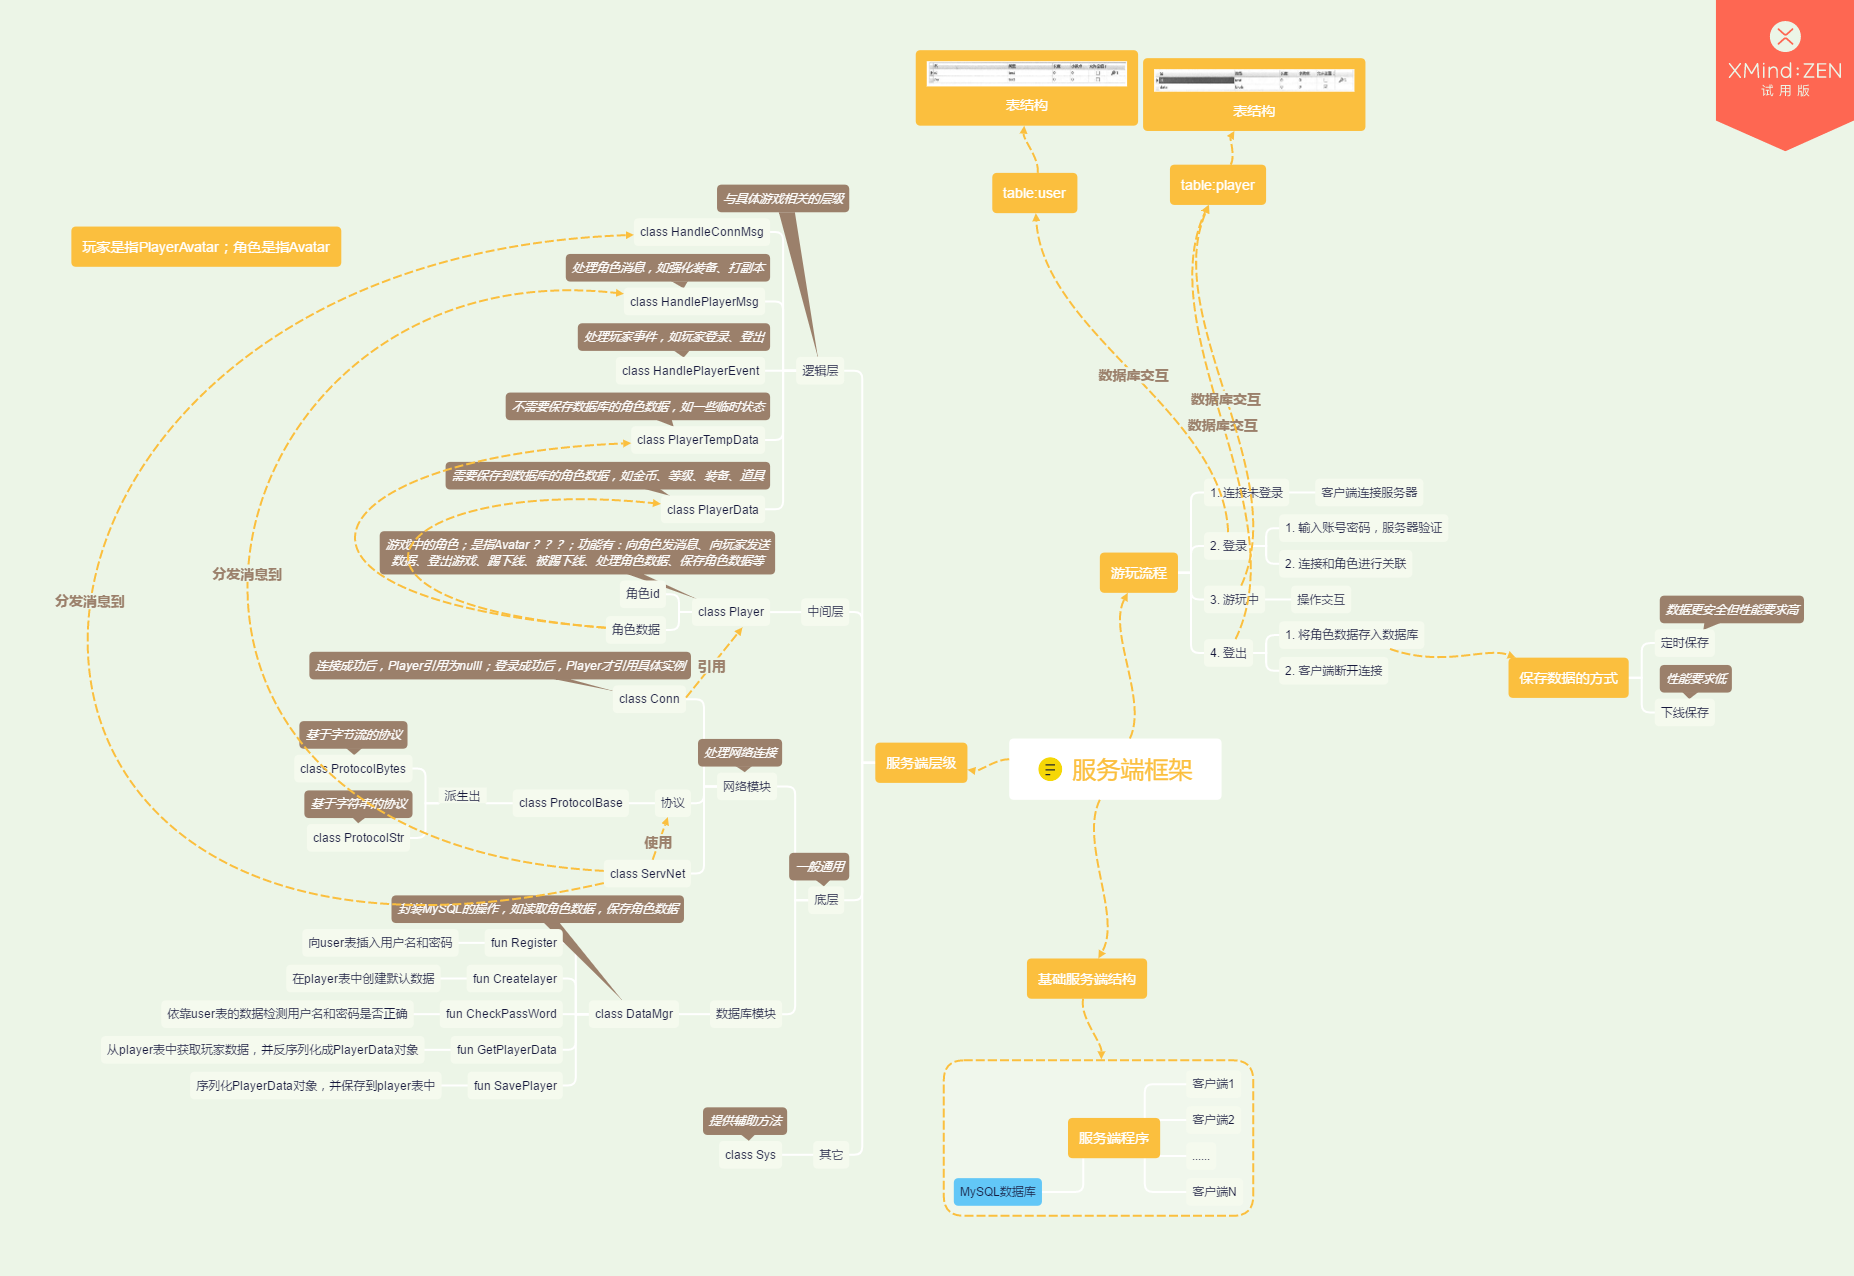 XMind:ZEN
试用版
表结构
表结构
table:user
table:player
玩家是指PlayerAvatar；角色是指Avatar
与具体游戏相关的层级
class HandleConnMsg
处理角色消息，如强化装备、打副本
class HandlePlayerMsg
处理玩家事件，如玩家登录、登出
class HandlePlayerEvent
逻辑层
不需要保存数据库的角色数据，如一些临时状态
class PlayerTempData
需要保存到数据库的角色数据，如金币、等级、装备、道具
class PlayerData
游戏中的角色；是指Avatar？？？；功能有：向角色发消息、向玩家发送
数据、登出游戏、踢下线、被踢下线、处理角色数据、保存角色数据等
角色id
class Player
中间层
角色数据
分发消息到
分发消息到
连接成功后，Player引用为nulll；登录成功后，Player才引用具体实例
引用
class Conn
基于字节流的协议
class ProtocolBytes
处理网络连接
网络模块
派生出
class ProtocolBase
协议
基于字符串的协议
class ProtocolStr
使用
class ServNet
一般通用
底层
封装MySQL的操作，如读取角色数据，保存角色数据
向user表插入用户名和密码
fun Register
在player表中创建默认数据
fun Createlayer
依靠user表的数据检测用户名和密码是否正确
fun CheckPassWord
class DataMgr
数据库模块
从player表中获取玩家数据，并反序列化成PlayerData对象
fun GetPlayerData
序列化PlayerData对象，并保存到player表中
fun SavePlayer
提供辅助方法
class Sys
其它
服务端层级
服务端框架
数据库交互
数据库交互
数据库交互
游玩流程
1. 连接未登录
客户端连接服务器
2. 登录
1. 输入账号密码，服务器验证
2. 连接和角色进行关联
3. 游玩中
操作交互
4. 登出
1. 将角色数据存入数据库
2. 客户端断开连接
保存数据的方式
数据更安全但性能要求高
定时保存
性能要求低
下线保存
基础服务端结构
服务端程序
客户端1
客户端2
......
客户端N
MySQL数据库